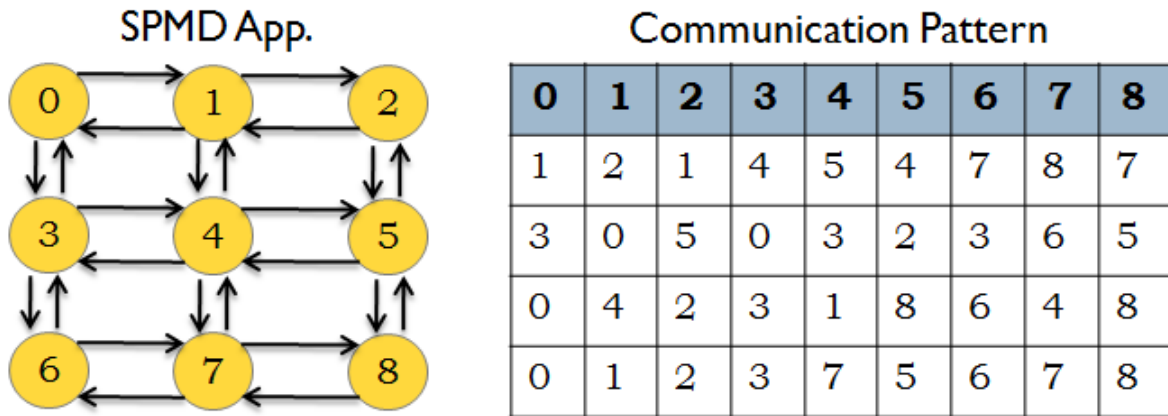 SPMD App.
0 1 2
3 4 5
6 7 8
Communication Pattern
0 1 2 3 4 5 6 7 8
1 2 1 4 5 4 7 8 7
3 0 5 0 3 2 3 6 5
0 4 2 3 1 8 6 4 8
0 1 2 3 7 5 6 7 8